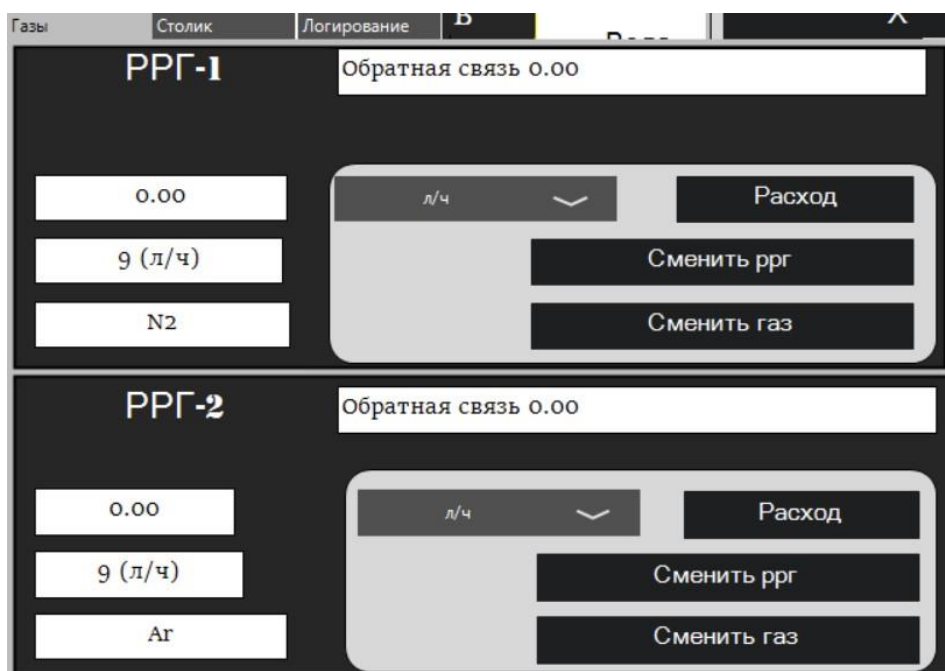 Газы Столик Логирование В X
РРГ-1 Обратная связь 0.00
0.00 л/ч Расход
9 (л/ч) Сменить ррг
N2 Сменить газ
РРГ-2 Обратная связь 0.00
0.00 л/ч Расход
9 (л/ч) Сменить ррг
Ar Сменить газ